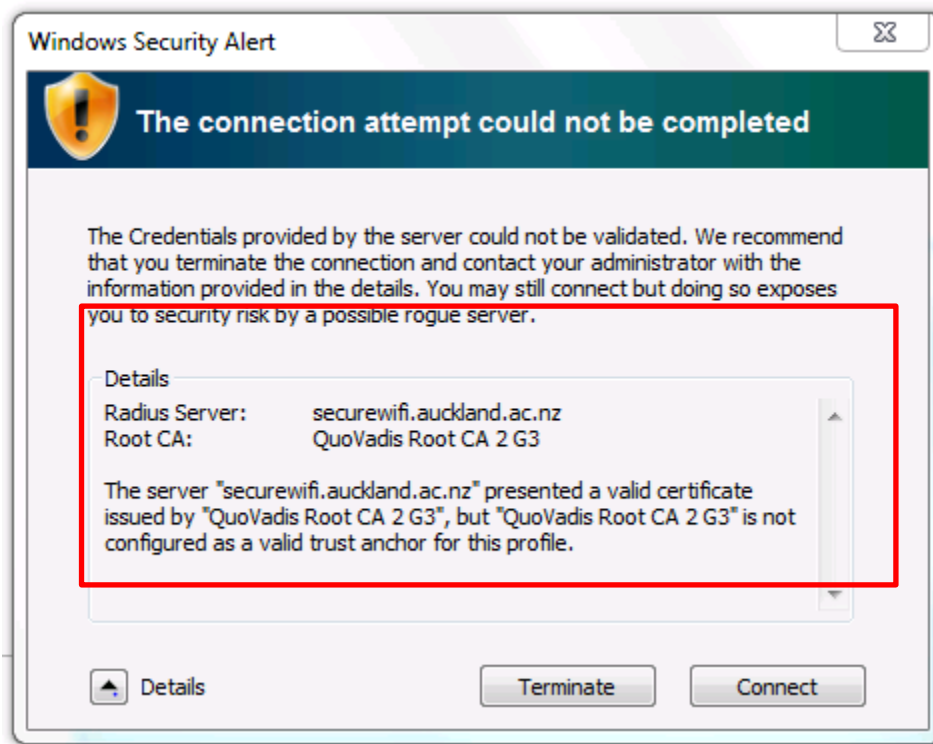 Windows Security Alert
The connection attempt could not be completed
The Credentials provided by the server could not be validated. We recommend
that you terminate the connection and contact your administrator with the
information provided in the details. You may still connect but doing so exposes
you to security risk by a possible rogue server.
Details
Radius Server: securewifi.auckland.ac.nz
Root CA: QuoVadis Root CA 2 G3
The server "securewifi.auckland.ac.nz" presented a valid certificate
issued by "QuoVadis Root CA 2 G3", but "QuoVadis Root CA 2 G3" is not
configured as a valid trust anchor for this profile.
Details Terminate Connect